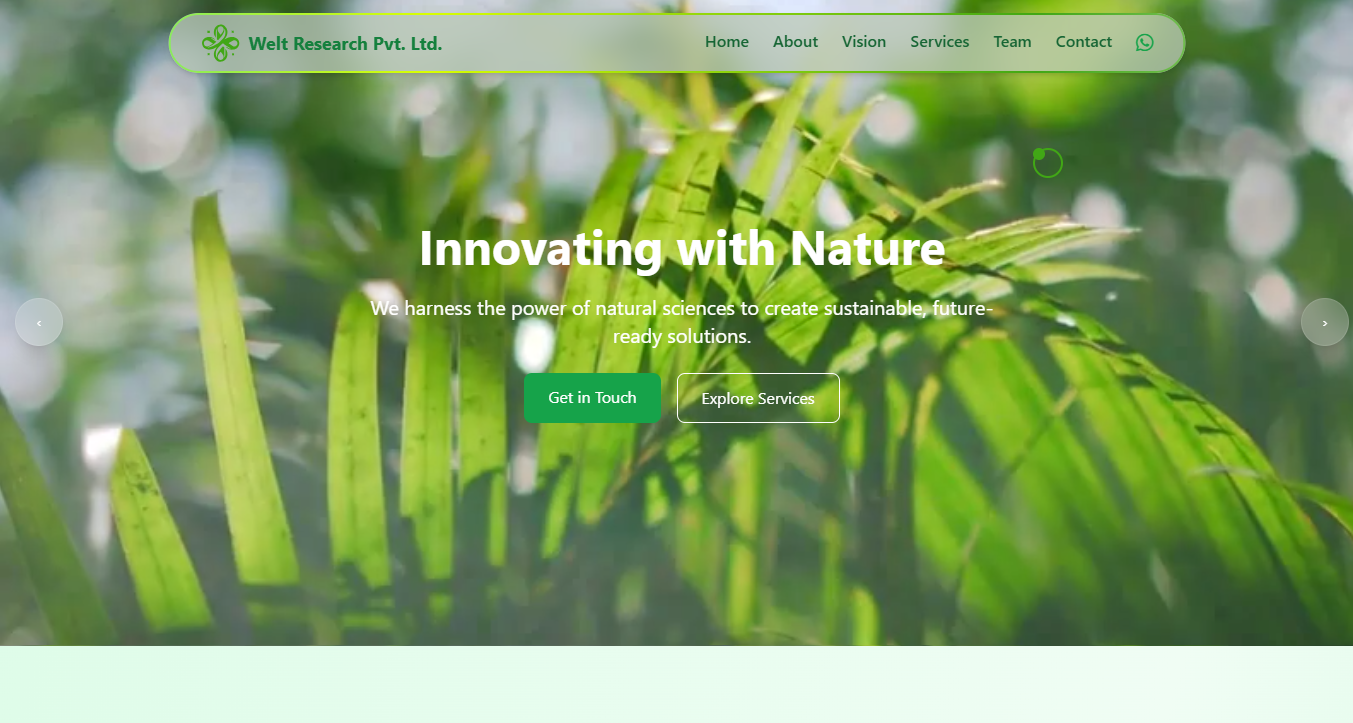 Welt Research Pvt. Ltd.
Home About Vision Services Team Contact
Innovating with Nature
We harness the power of natural sciences to create sustainable, future-
ready solutions.
Get in Touch Explore Services